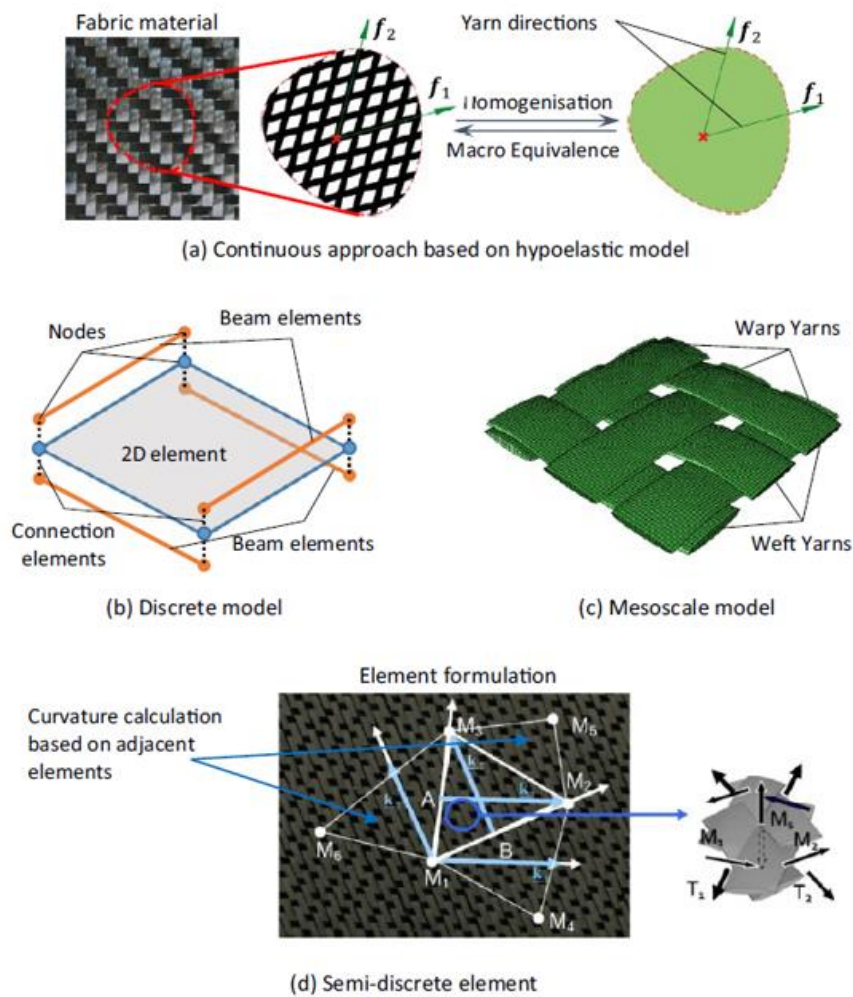 Fabric material
f₂
f₁
Homogenisation
Macro Equivalence
Yarn directions
f₂
f₁
(a) Continuous approach based on hypoelastic model
Nodes
Beam elements
2D element
Connection
elements
Beam elements
(b) Discrete model
Warp Yarns
Weft Yarns
(c) Mesoscale model
Element formulation
Curvature calculation
based on adjacent
elements
M₃
M₅
M₂
A
k
k
k
B
M₆
M₁
k
M₄
M₃
M₅
M₂
T₁
T₂
(d) Semi-discrete element